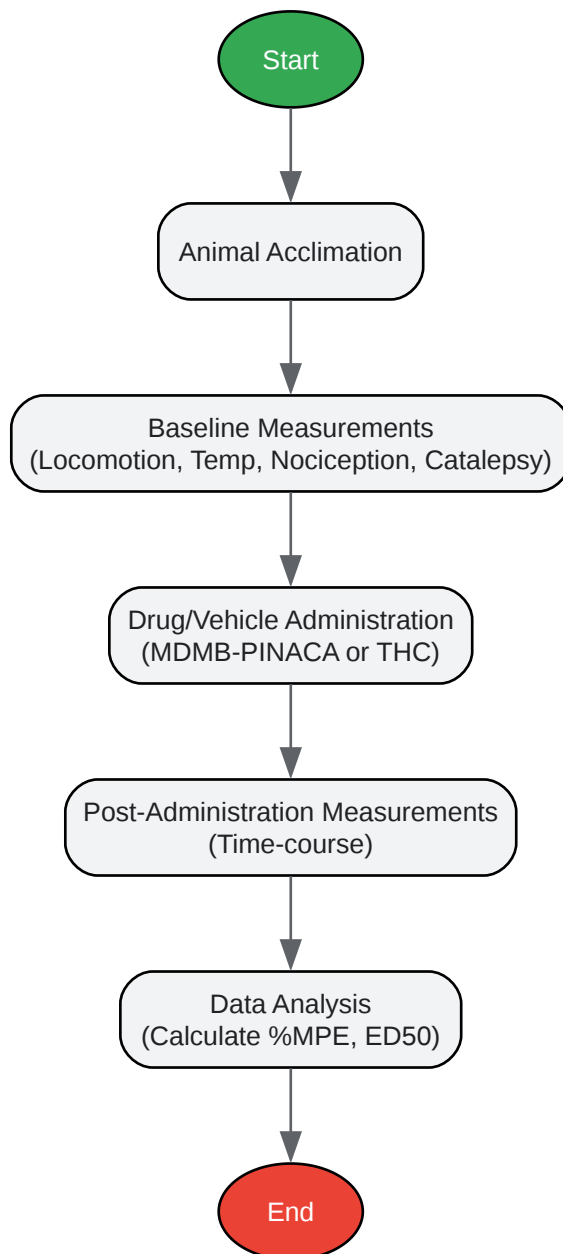 Start
Animal Acclimation
Baseline Measurements
(Locomotion, Temp, Nociception, Catalepsy)
Drug/Vehicle Administration
(MDMB-PINACA or THC)
Post-Administration Measurements
(Time-course)
Data Analysis
(Calculate %MPE, ED50)
End